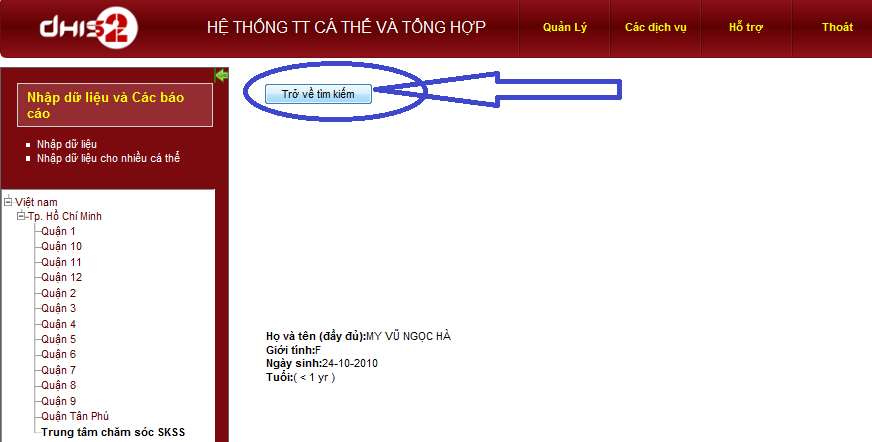 dHIS2
HỆ THỐNG TT CÁ THỂ VÀ TỔNG HỢP
Quản Lý
Các dịch vụ
Hỗ trợ
Thoát
Nhập dữ liệu và Các báo
cáo
Nhập dữ liệu
Nhập dữ liệu cho nhiều cá thể
Việt nam
Tp. Hồ Chí Minh
Quận 1
Quận 10
Quận 11
Quận 12
Quận 2
Quận 3
Quận 4
Quận 5
Quận 6
Quận 7
Quận 8
Quận 9
Quận Tân Phú
Trung tâm chăm sóc SKSS
Trở về tìm kiếm
Họ và tên (đầy đủ):MY VŨ NGỌC HÀ
Giới tính:F
Ngày sinh:24-10-2010
Tuổi:( < 1 yr )